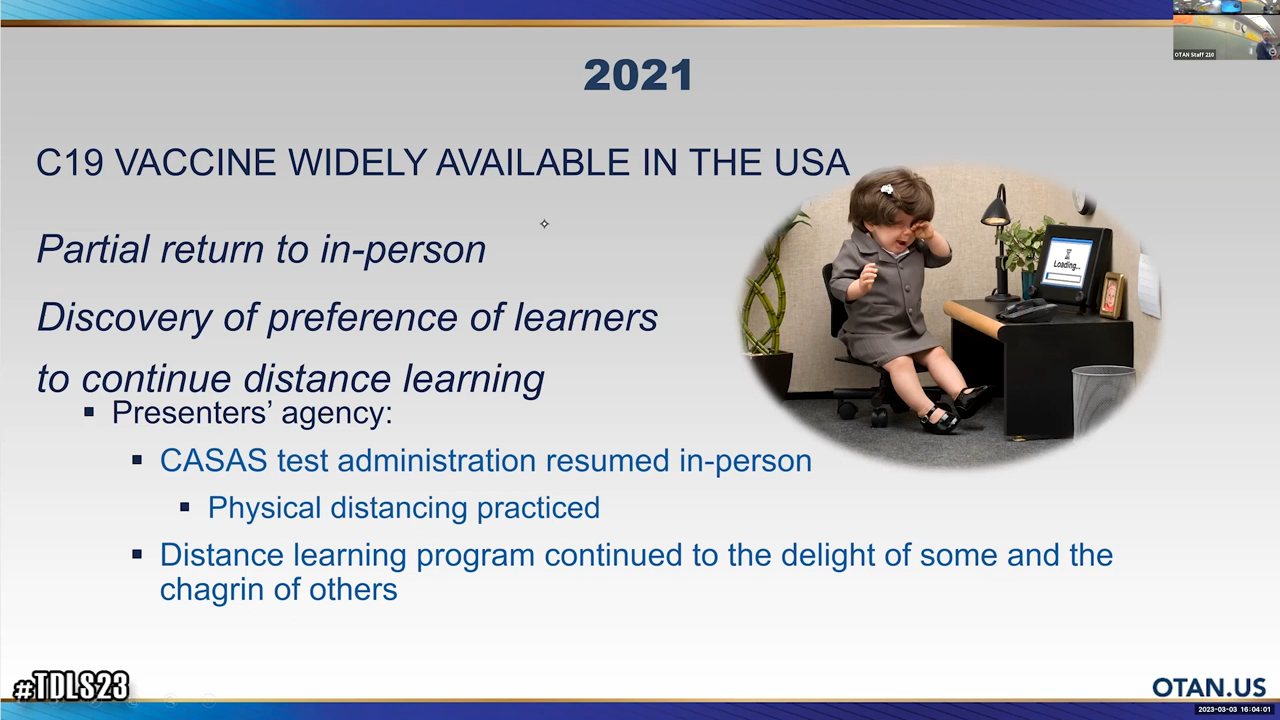 OTAN Staff 210
2021
C19 VACCINE WIDELY AVAILABLE IN THE USA
Partial return to in-person
Loading...
Discovery of preference of learners
to continue distance learning
▪ Presenters’ agency:
▪ CASAS test administration resumed in-person
▪ Physical distancing practiced
▪ Distance learning program continued to the delight of some and the
chagrin of others
#TDLS23
OTAN.US
2023-03-03 16:04:01